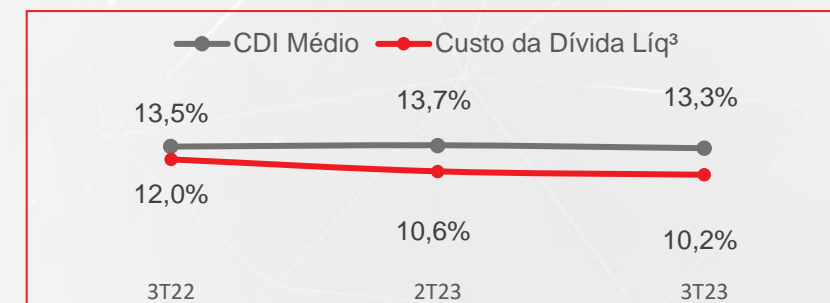 CDI Médio Custo da Dívida Líq³
13,5% 13,7% 13,3%
12,0% 10,6% 10,2%
3T22 2T23 3T23